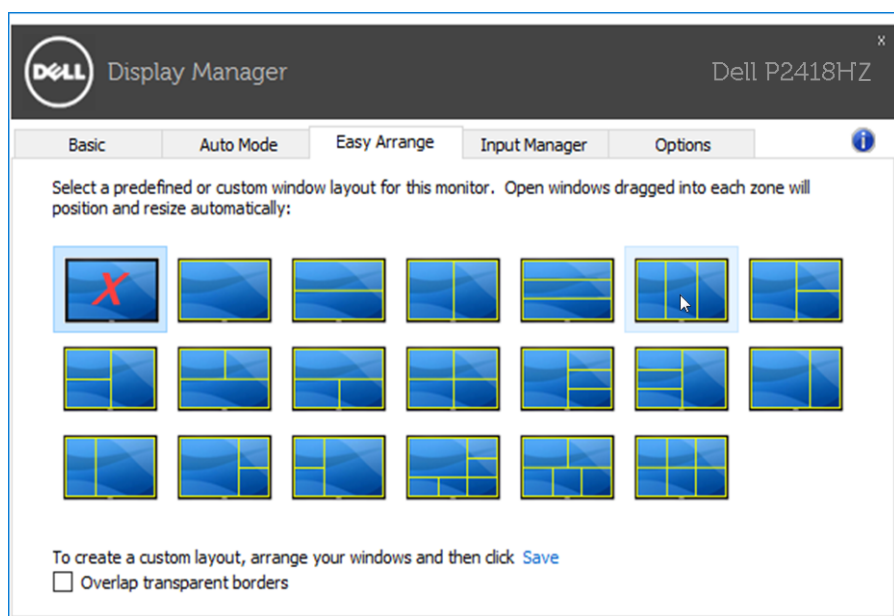 x
DELL Display Manager Dell P2418HZ
Basic Auto Mode Easy Arrange Input Manager Options i
Select a predefined or custom window layout for this monitor. Open windows dragged into each zone will
position and resize automatically:
X
To create a custom layout, arrange your windows and then click Save
Overlap transparent borders